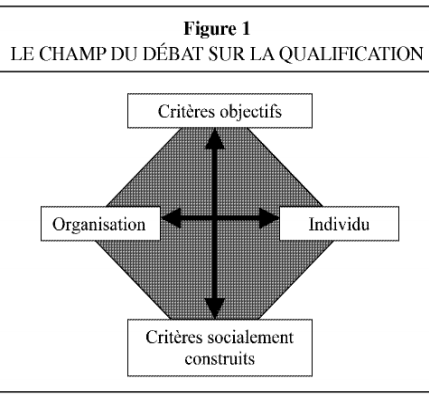 Figure 1
LE CHAMP DU DÉBAT SUR LA QUALIFICATION
Critères objectifs
Organisation
Individu
Critères socialement
construits